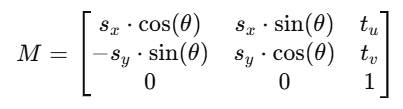 M = [ s_x · cos(θ) s_x · sin(θ) t_u
−s_y · sin(θ) s_y · cos(θ) t_v
0 0 1 ]